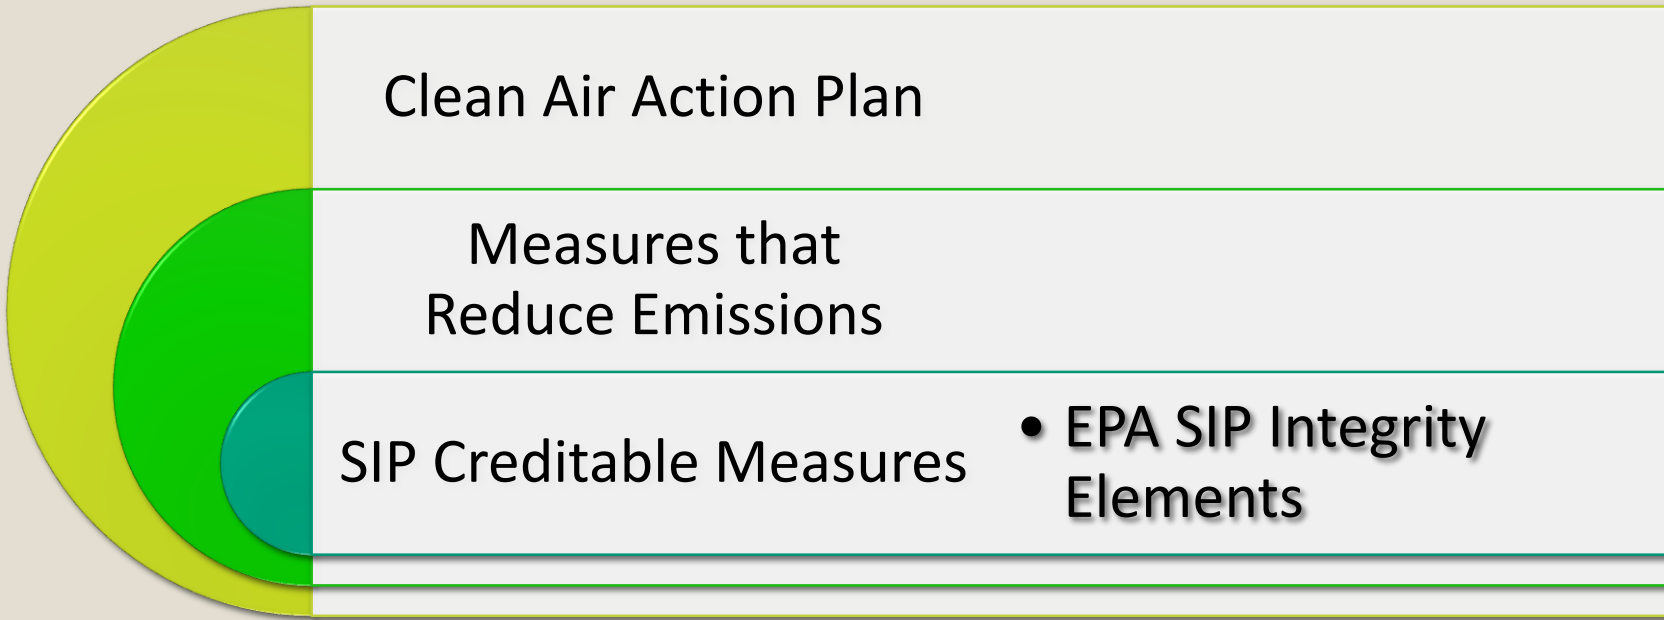 Clean Air Action Plan
Measures that
Reduce Emissions
SIP Creditable Measures
• EPA SIP Integrity
Elements